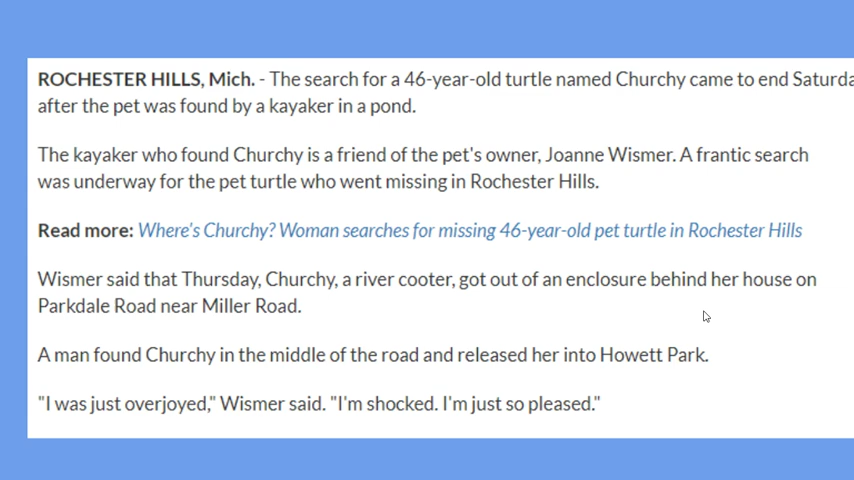 ROCHESTER HILLS, Mich. - The search for a 46-year-old turtle named Churchy came to end Saturda
after the pet was found by a kayaker in a pond.
The kayaker who found Churchy is a friend of the pet's owner, Joanne Wismer. A frantic search
was underway for the pet turtle who went missing in Rochester Hills.
Read more: Where's Churchy? Woman searches for missing 46-year-old pet turtle in Rochester Hills
Wismer said that Thursday, Churchy, a river cooter, got out of an enclosure behind her house on
Parkdale Road near Miller Road.
A man found Churchy in the middle of the road and released her into Howett Park.
"I was just overjoyed," Wismer said. "I'm shocked. I'm just so pleased."